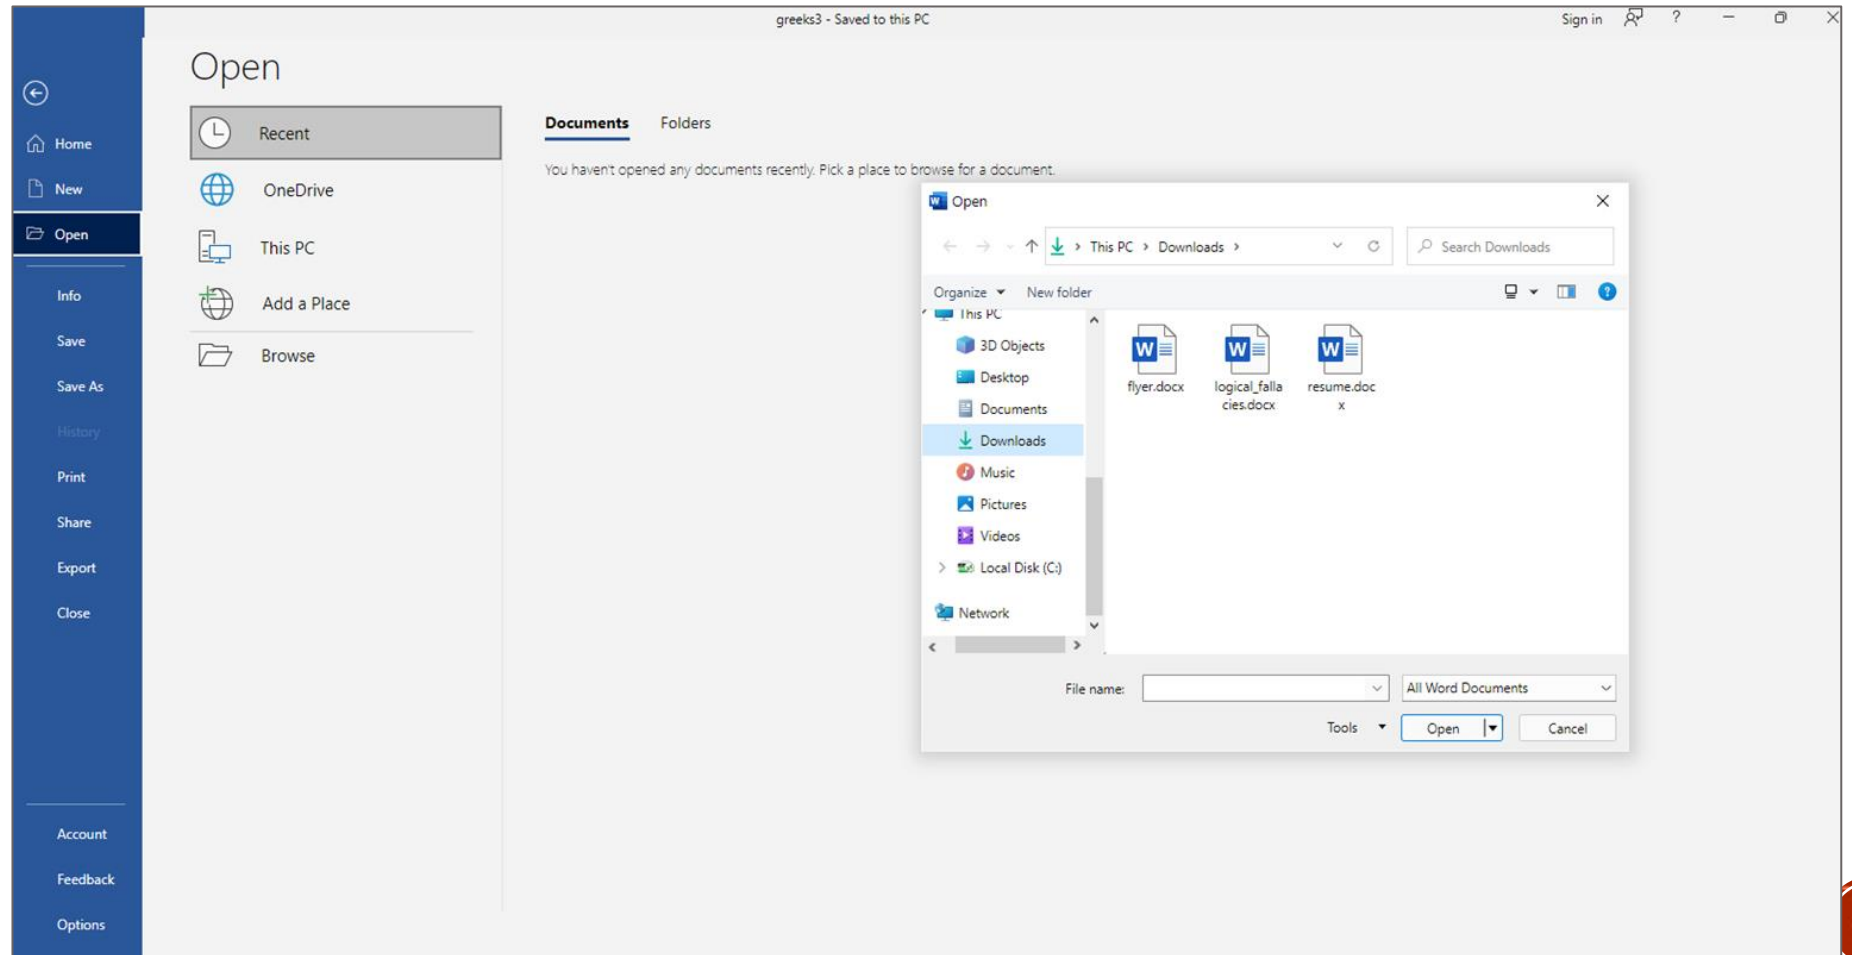 greeks3 - Saved to this PC
Sign in
?
Open
Home
New
Open
Info
Save
Save As
History
Print
Share
Export
Close
Account
Feedback
Options
Recent
OneDrive
This PC
Add a Place
Browse
Documents Folders
You haven't opened any documents recently. Pick a place to browse for a document.
Open
This PC > Downloads >
Search Downloads
Organize New folder
This PC
3D Objects
Desktop
Documents
Downloads
Music
Pictures
Videos
Local Disk (C:)
Network
flyer.docx
logical_falla
cies.docx
resume.doc
x
File name:
All Word Documents
Tools
Open
Cancel